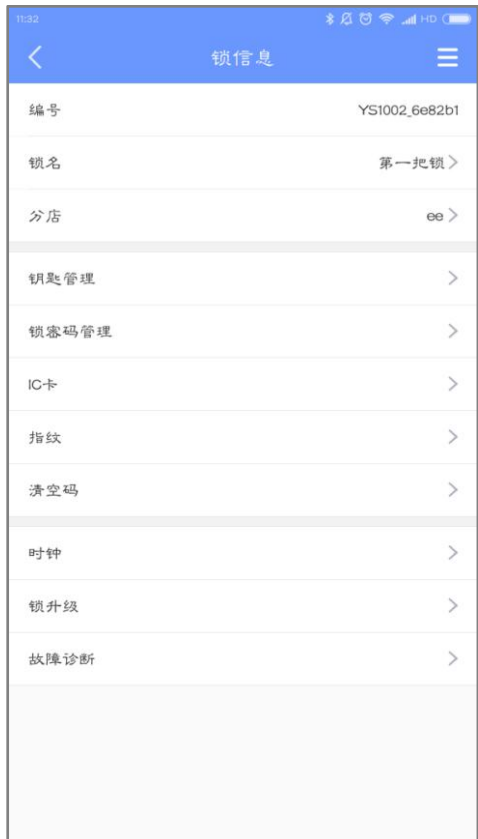 11:32 HD
锁信息
编号 YS1002_6e82b1
锁名 第一把锁
分店 ee
钥匙管理
锁密码管理
IC卡
指纹
清空码
时钟
锁升级
故障诊断